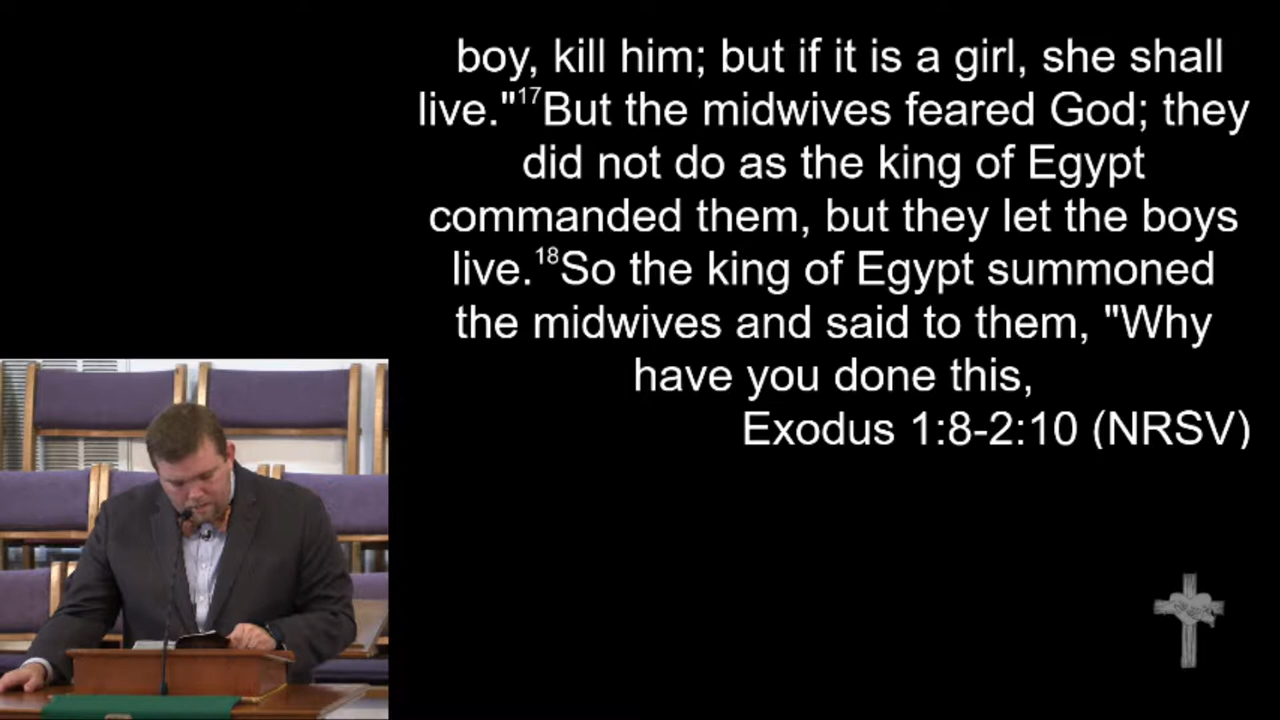 boy, kill him; but if it is a girl, she shall
live."17But the midwives feared God; they
did not do as the king of Egypt
commanded them, but they let the boys
live.18So the king of Egypt summoned
the midwives and said to them, "Why
have you done this,
Exodus 1:8-2:10 (NRSV)